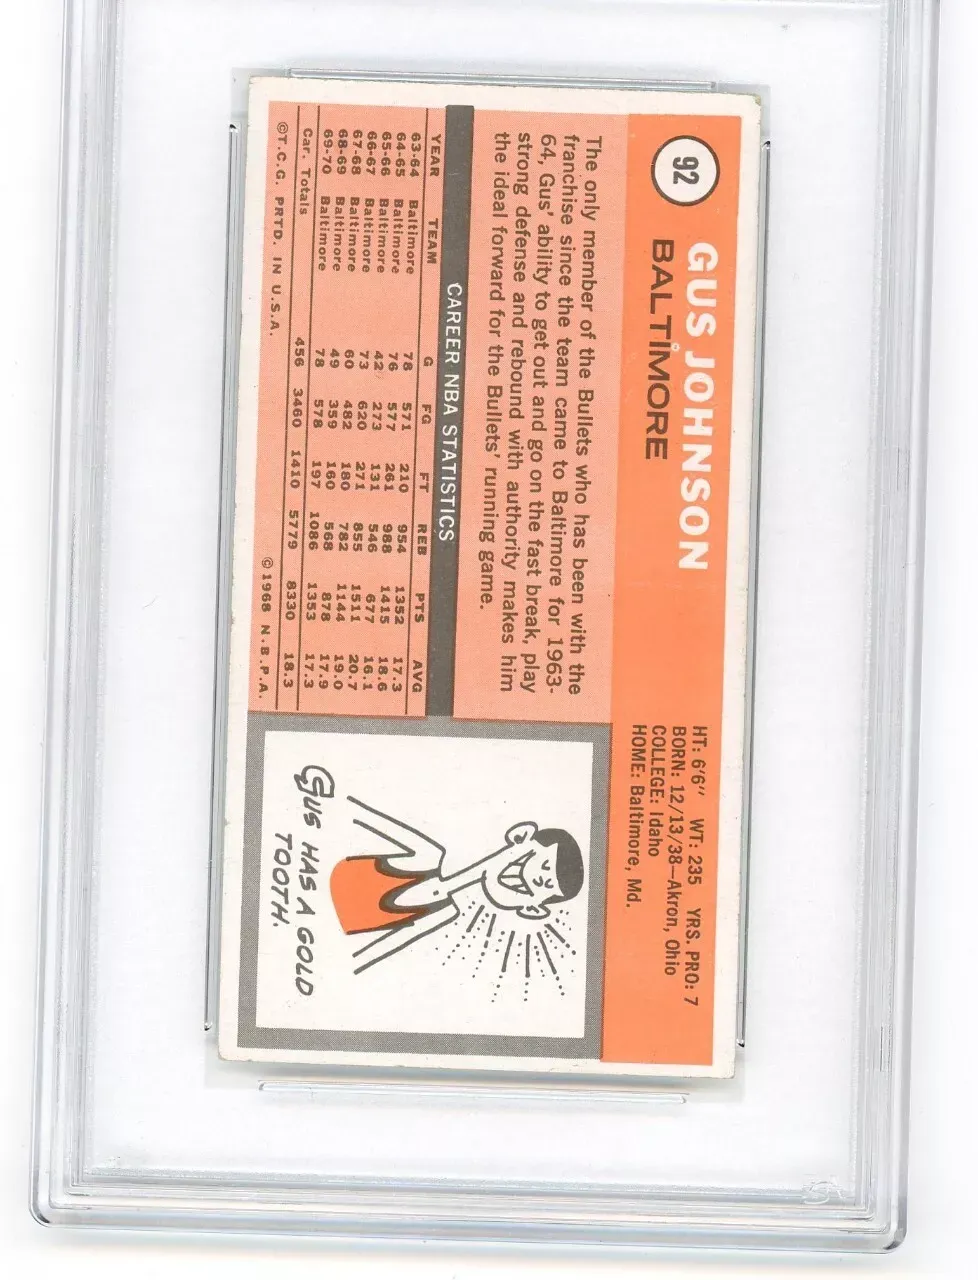 92
GUS JOHNSON
BALTIMORE
HT: 6'6" WT: 235 YRS. PRO: 7
BORN: 12/13/38—Akron, Ohio
COLLEGE: Idaho
HOME: Baltimore, Md.
The only member of the Bullets who has been with the
franchise since the team came to Baltimore for 1963-
64, Gus' ability to get out and go on the fast break, play
strong defense and rebound with authority makes him
the ideal forward for the Bullets' running game.
CAREER NBA STATISTICS
YEAR TEAM G FG FT REB PTS AVG
63-64 Baltimore 78 571 210 954 1352 17.3
64-65 Baltimore 76 577 261 988 1415 18.6
65-66 Baltimore 42 273 131 546 677 16.1
66-67 Baltimore 73 620 271 855 1511 20.7
67-68 Baltimore 60 482 180 782 1144 19.0
68-69 Baltimore 49 359 160 568 878 17.9
69-70 Baltimore 78 578 197 1086 1353 17.3
Car. Totals 456 3460 1410 5779 8330 18.3
©T.C.G. PRTD. IN U.S.A. ©1968 N.B.P.A.
GUS HAS A GOLD
TOOTH.